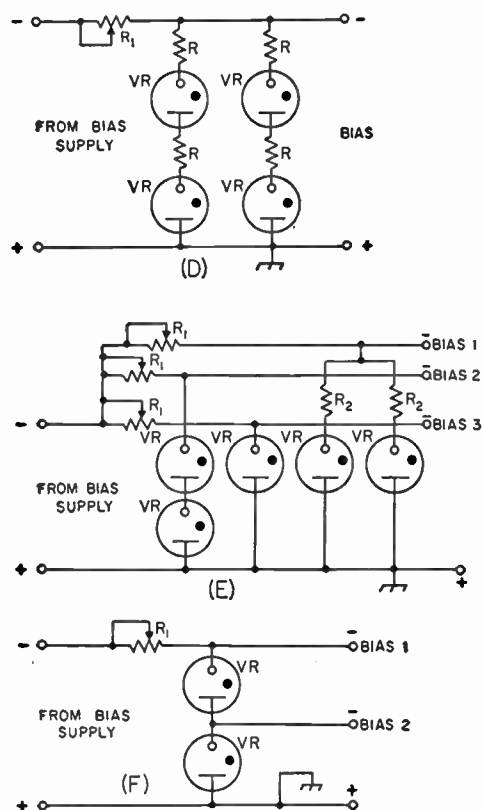 - R₁ -
R R
VR VR
FROM BIAS
SUPPLY
BIAS
R R
VR VR
+ +
(D)
R₁
- BIAS 1
R₁
- BIAS 2
R₂ R₂
- R₁
- BIAS 3
VR VR VR VR
FROM BIAS
SUPPLY
VR
+ +
(E)
- R₁ -
BIAS 1
VR
FROM BIAS
SUPPLY
-
BIAS 2
VR
+ +
(F)